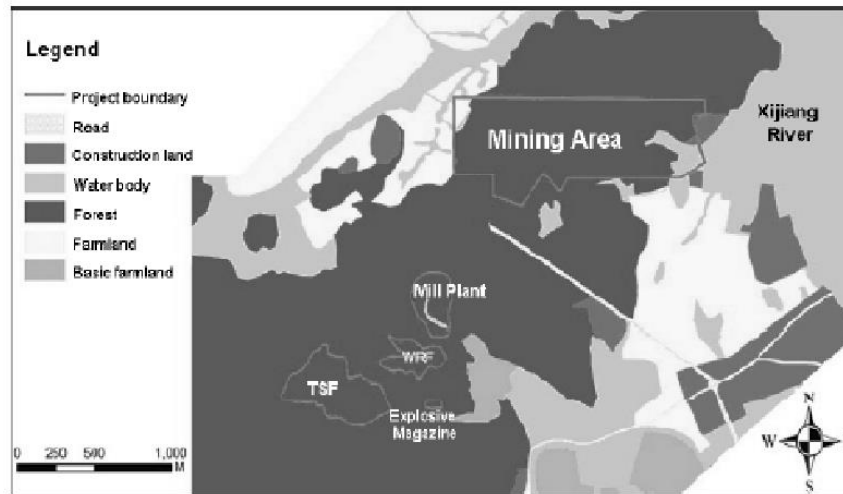 Legend
Project boundary
Road
Construction land
Water body
Forest
Farmland
Basic farmland
0 250 500 1,000
M
Mining Area
Xijiang
River
Mill Plant
WRF
TSF
Explosive
Magazine
N
W
E
S